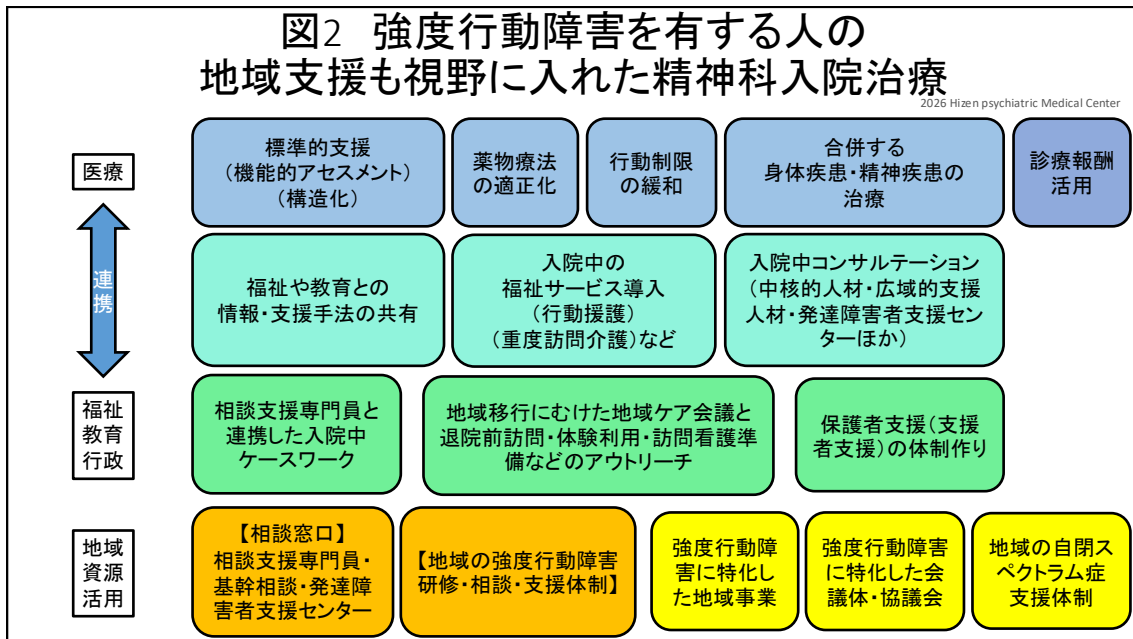 図2 強度行動障害を有する人の
地域支援も視野に入れた精神科入院治療
2026 Hizen psychiatric Medical Center
医療
標準的支援
(機能的アセスメント)
(構造化)
薬物療法
の適正化
行動制限
の緩和
合併する
身体疾患・精神疾患の
治療
診療報酬
活用
連携
福祉や教育との
情報・支援手法の共有
入院中の
福祉サービス導入
(行動援護)
(重度訪問介護)など
入院中コンサルテーション
(中核的人材・広域的支援
人材・発達障害者支援セン
ターほか)
福祉
教育
行政
相談支援専門員と
連携した入院中
ケースワーク
地域移行にむけた地域ケア会議と
退院前訪問・体験利用・訪問看護準
備などのアウトリーチ
保護者支援(支援
者支援)の体制作り
地域
資源
活用
【相談窓口】
相談支援専門員・
基幹相談・発達障
害者支援センター
【地域の強度行動障害
研修・相談・支援体制】
強度行動障
害に特化し
た地域事業
強度行動障害
に特化した会
議体・協議会
地域の自閉ス
ペクトラム症
支援体制